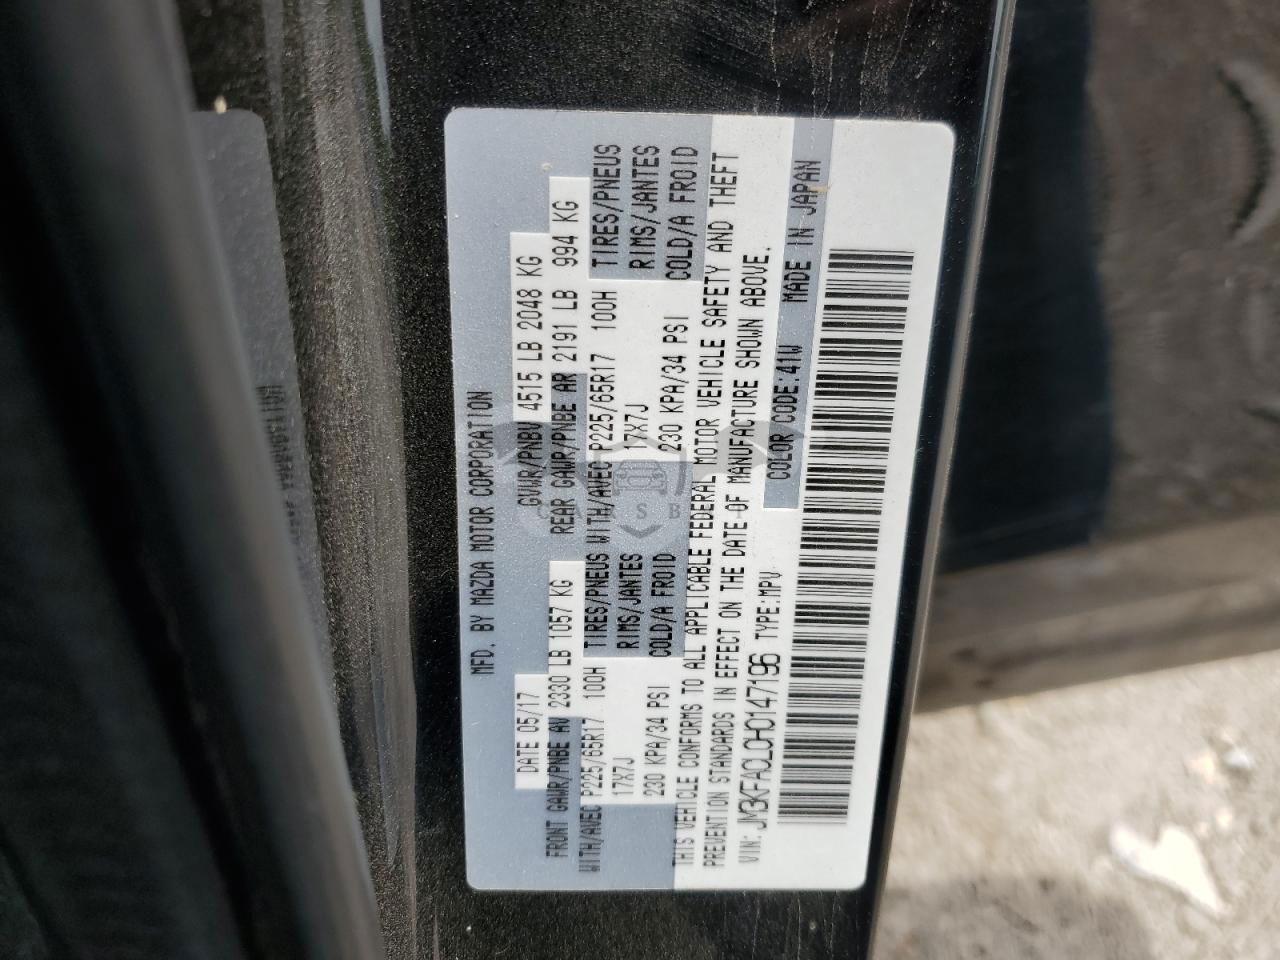 MFD. BY MAZDA MOTOR CORPORATION
DATE 05/17 GVWR/PNBV 4515 LB 2048 KG
FRONT GAWR/PNBE AV 2330 LB 1057 KG REAR GAWR/PNBE AR 2191 LB 994 KG
WITH/AVEC P225/65R17 100H TIRES/PNEUS WITH/AVEC P225/65R17 100H TIRES/PNEUS
17X7J RIMS/JANTES 17X7J RIMS/JANTES
230 KPA/34 PSI COLD/A FROID 230 KPA/34 PSI COLD/A FROID
THIS VEHICLE CONFORMS TO ALL APPLICABLE FEDERAL MOTOR VEHICLE SAFETY AND THEFT
PREVENTION STANDARDS IN EFFECT ON THE DATE OF MANUFACTURE SHOWN ABOVE.
VIN: JM3KFACL0H0147196 TYPE:MPV
COLOR CODE:41W MADE IN JAPAN